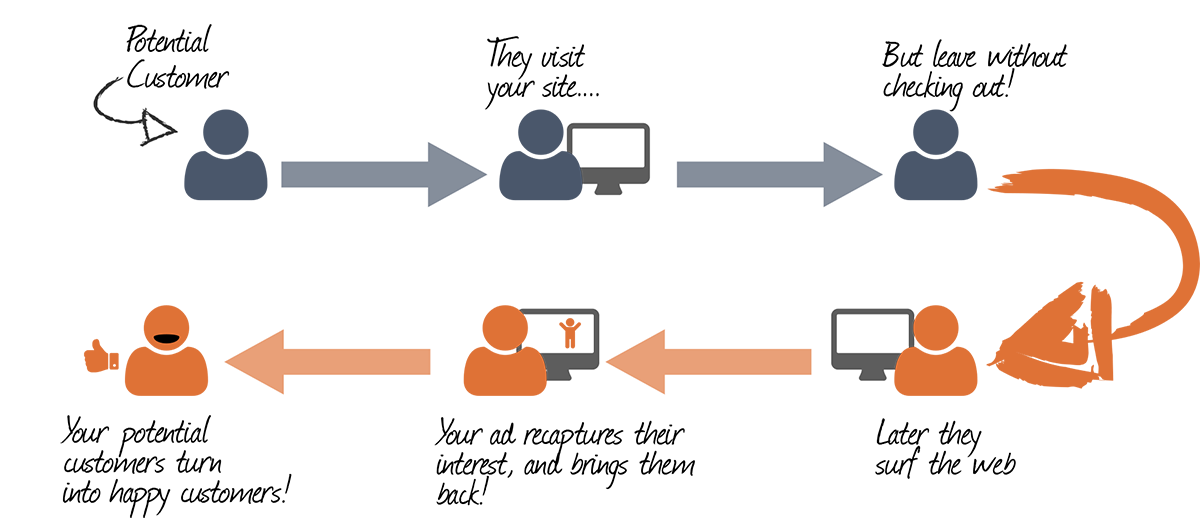 Potential
Customer
They visit
your site....
But leave without
checking out!
Later they
surf the web
Your ad recaptures their
interest, and brings them
back!
Your potential
customers turn
into happy customers!